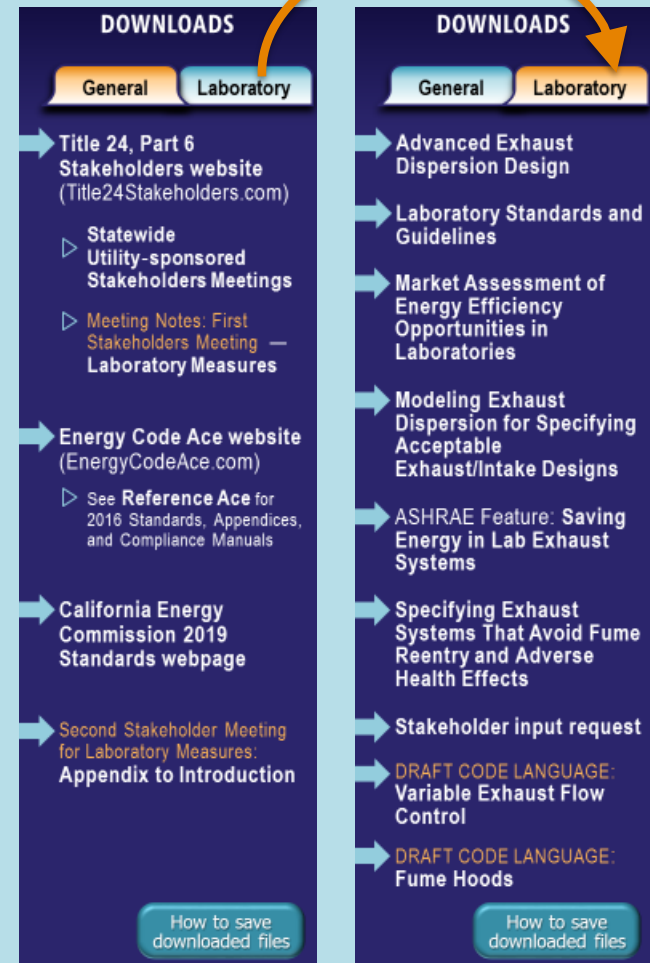 DOWNLOADS
General Laboratory
Title 24, Part 6
Stakeholders website
(Title24Stakeholders.com)
Statewide
Utility-sponsored
Stakeholders Meetings
Meeting Notes: First
Stakeholders Meeting —
Laboratory Measures
Energy Code Ace website
(EnergyCodeAce.com)
See Reference Ace for
2016 Standards, Appendices,
and Compliance Manuals
California Energy
Commission 2019
Standards webpage
Second Stakeholder Meeting
for Laboratory Measures:
Appendix to Introduction
How to save
downloaded files
DOWNLOADS
General Laboratory
Advanced Exhaust
Dispersion Design
Laboratory Standards and
Guidelines
Market Assessment of
Energy Efficiency
Opportunities in
Laboratories
Modeling Exhaust
Dispersion for Specifying
Acceptable
Exhaust/Intake Designs
ASHRAE Feature: Saving
Energy in Lab Exhaust
Systems
Specifying Exhaust
Systems That Avoid Fume
Reentry and Adverse
Health Effects
Stakeholder input request
DRAFT CODE LANGUAGE:
Variable Exhaust Flow
Control
DRAFT CODE LANGUAGE:
Fume Hoods
How to save
downloaded files